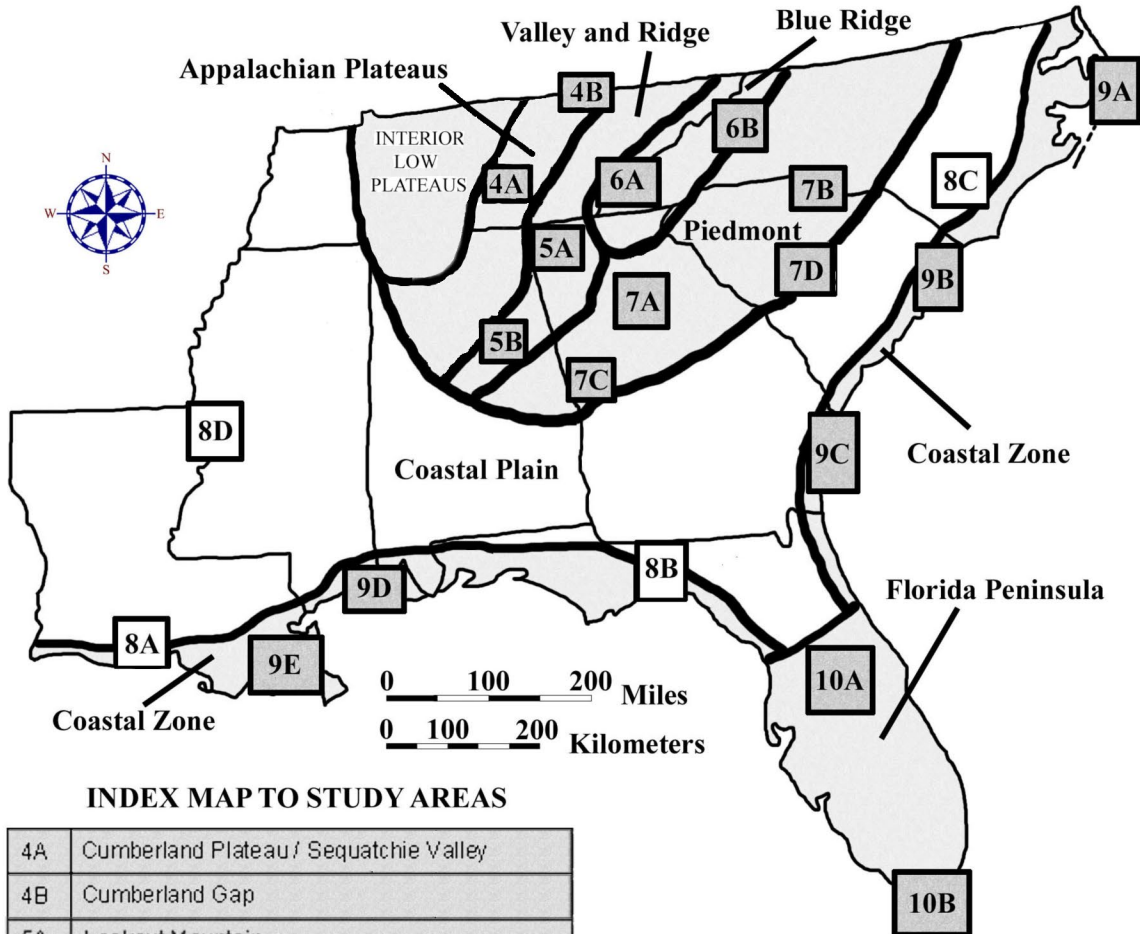 Blue Ridge
Valley and Ridge
Appalachian Plateaus
4B
9A
6B
INTERIOR
LOW
PLATEAUS
4A
6A
8C
7B
N
W
E
S
Piedmont
5A
7D
9B
7A
5B
7C
8D
9C
Coastal Zone
Coastal Plain
8B
9D
Florida Peninsula
8A
9E
10A
0 100 200 Miles
Coastal Zone
0 100 200 Kilometers
INDEX MAP TO STUDY AREAS
4A Cumberland Plateau / Sequatchie Valley
4B Cumberland Gap
10B